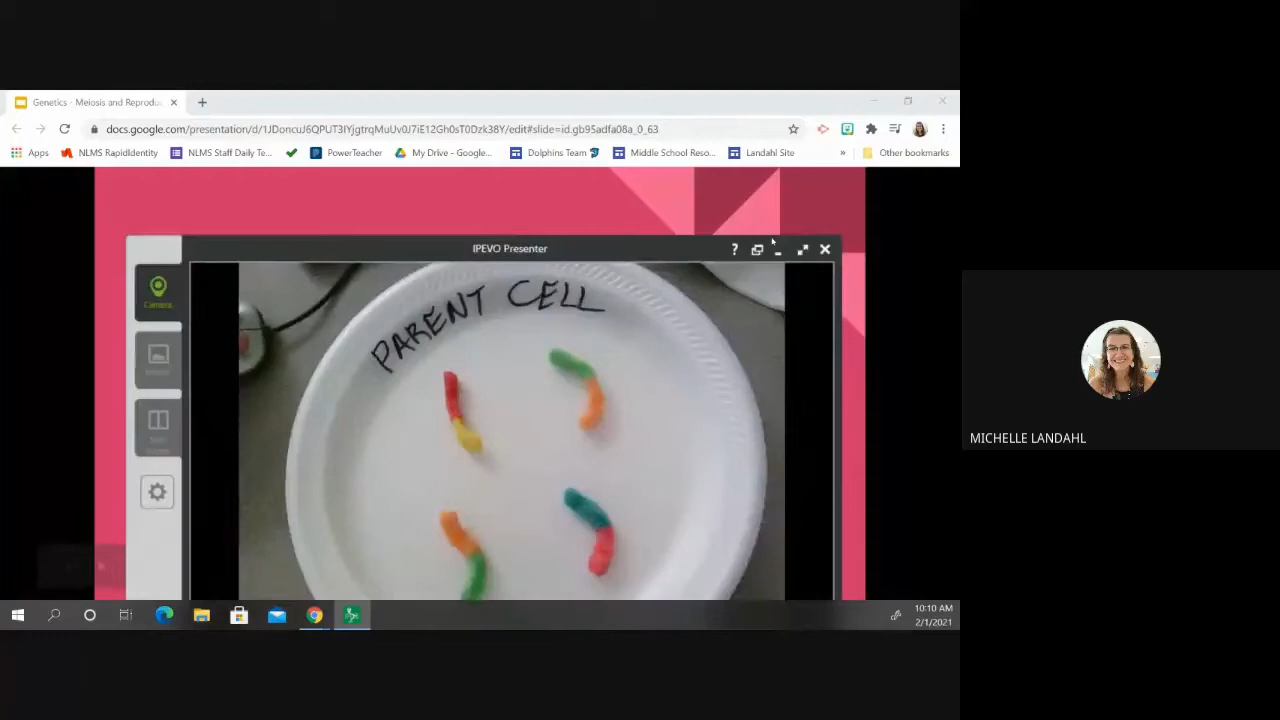 Genetics - Meiosis and Reprodu
docs.google.com/presentation/d/1JDoncuJ6QPUT3IYjgtrqMuUv0J7iE12Gh0sT0Dzk38Y/edit#slide=id.gb95adfa08a_0_63
Apps NLMS RapidIdentity NLMS Staff Daily Te... PowerTeacher My Drive - Google... Dolphins Team Middle School Reso... Landahl Site » Other bookmarks
IPEVO Presenter
Camera
PARENT CELL
MICHELLE LANDAHL
10:10 AM
2/1/2021